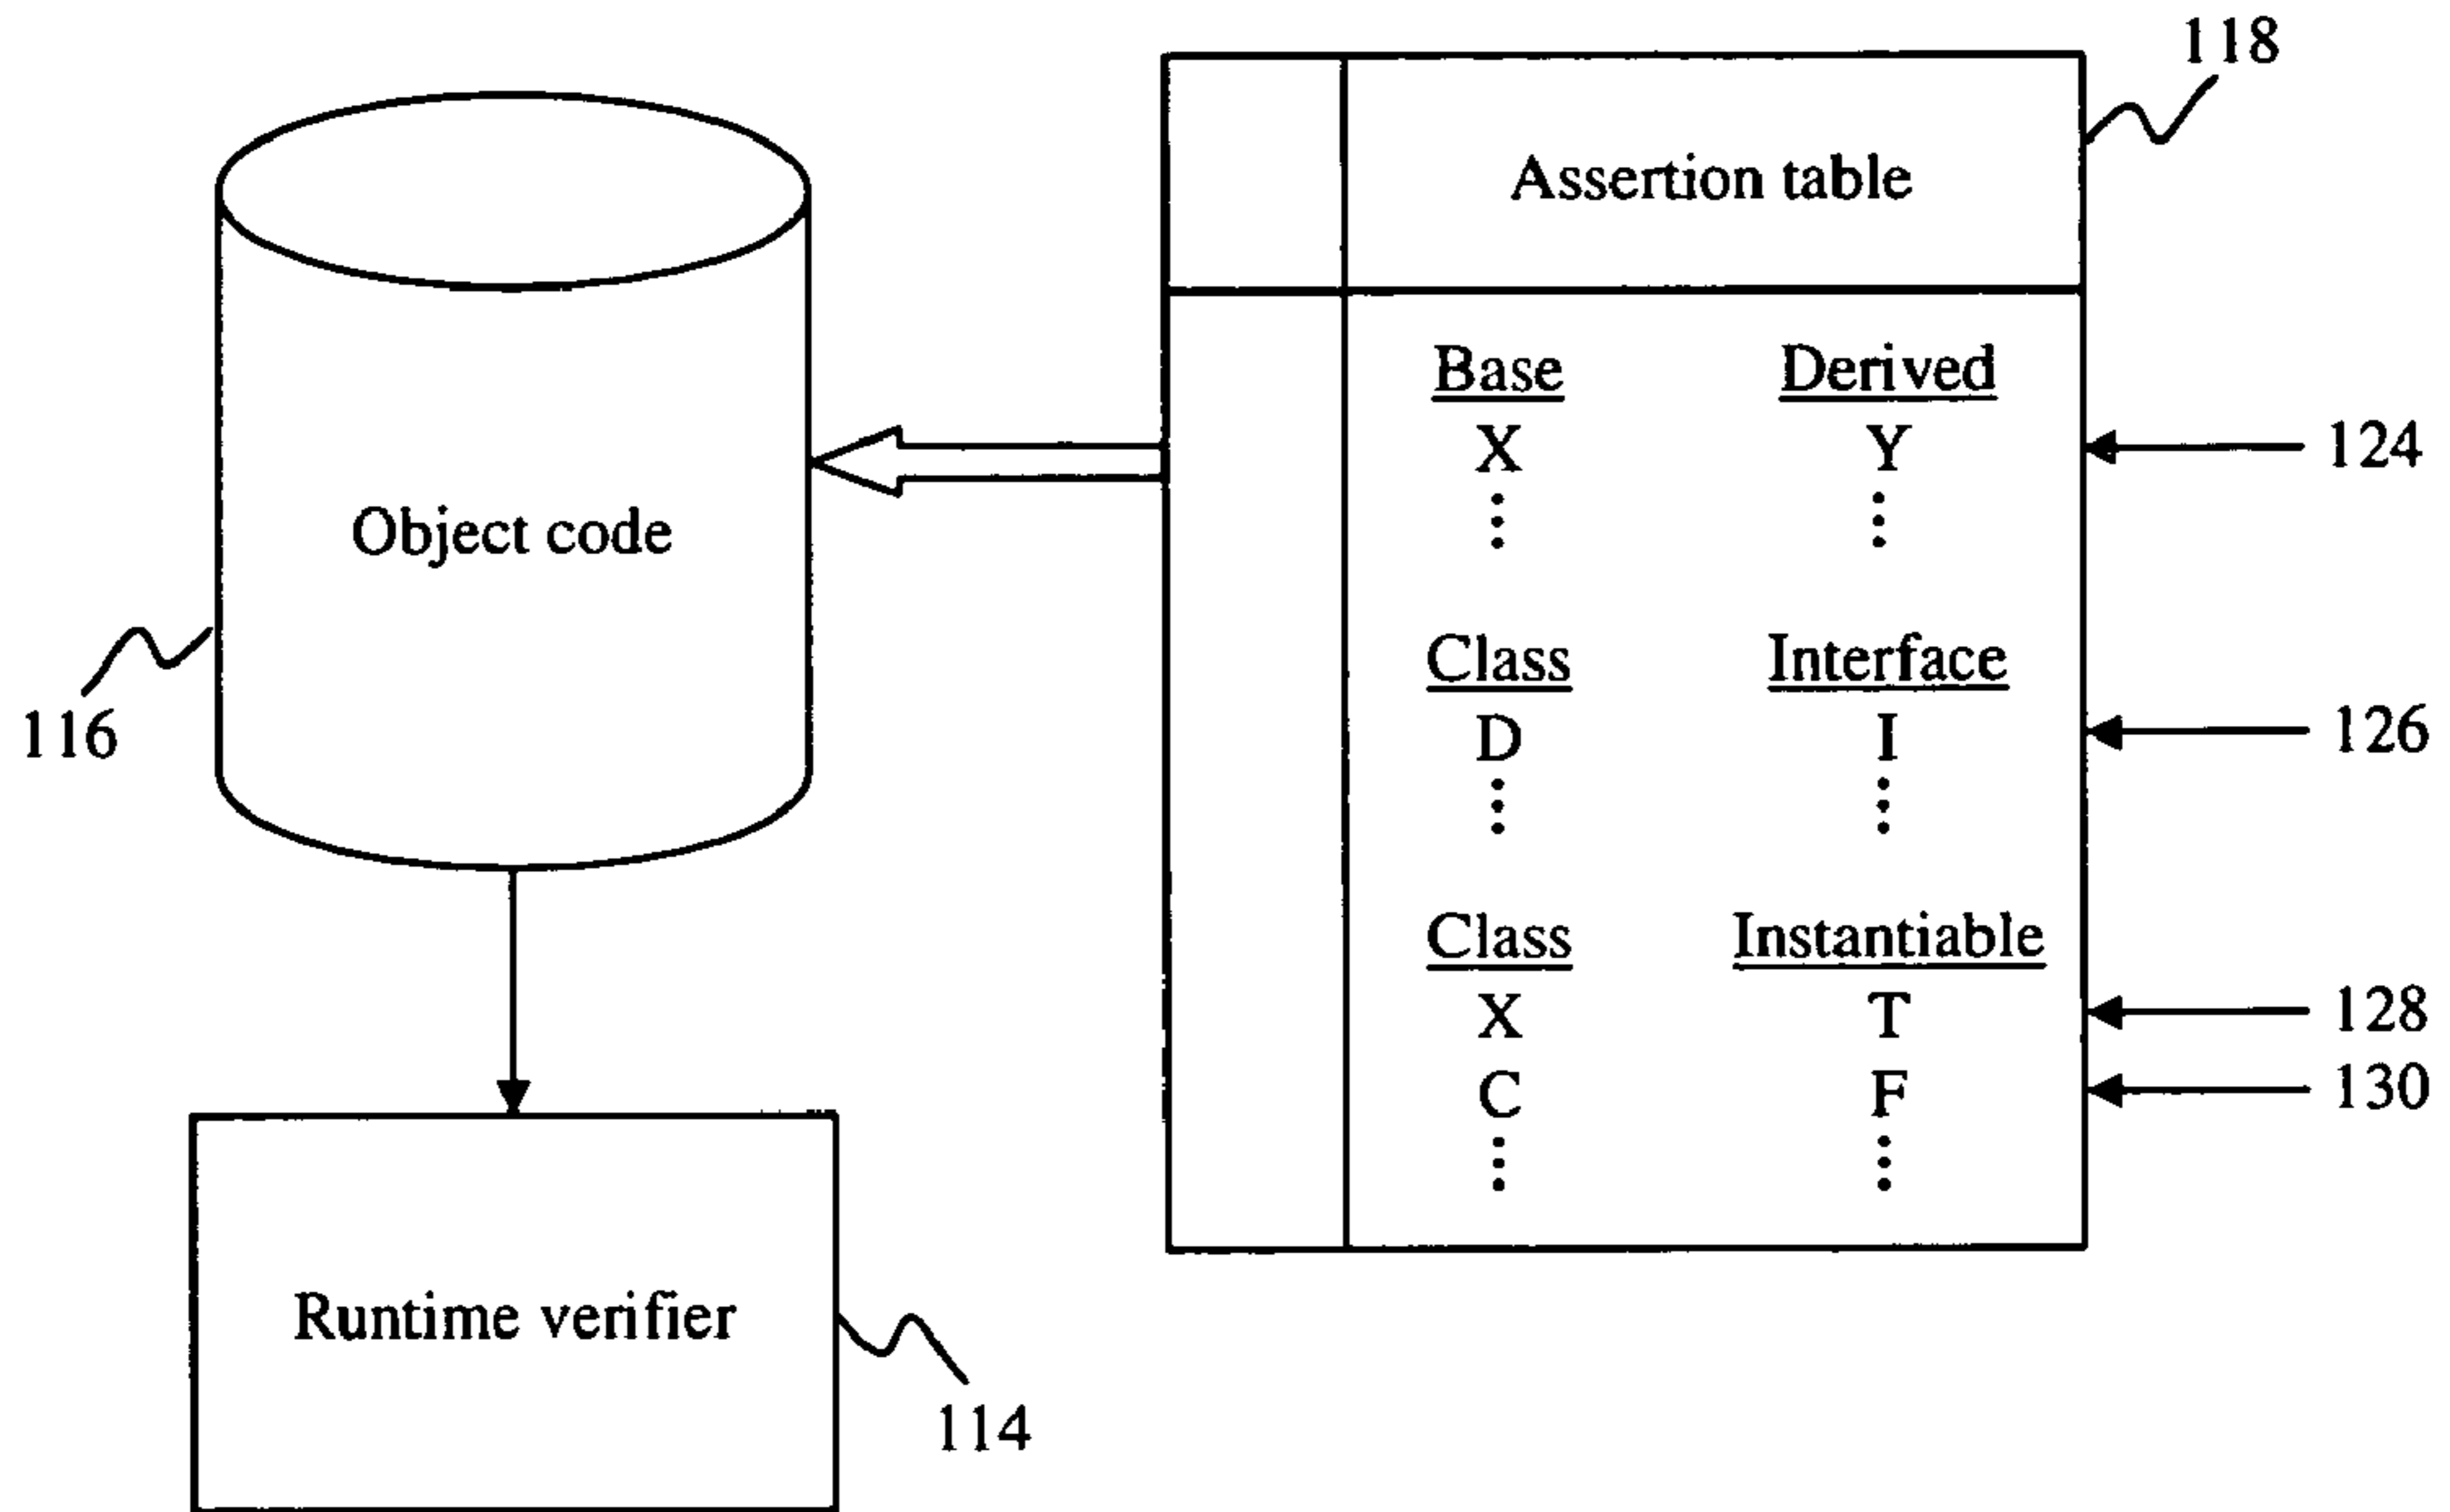 118
Assertion table
Base Derived
X Y 124
Object code
Class Interface
116
D I 126
Class Instantiable
X T 128
C F 130
Runtime verifier
114